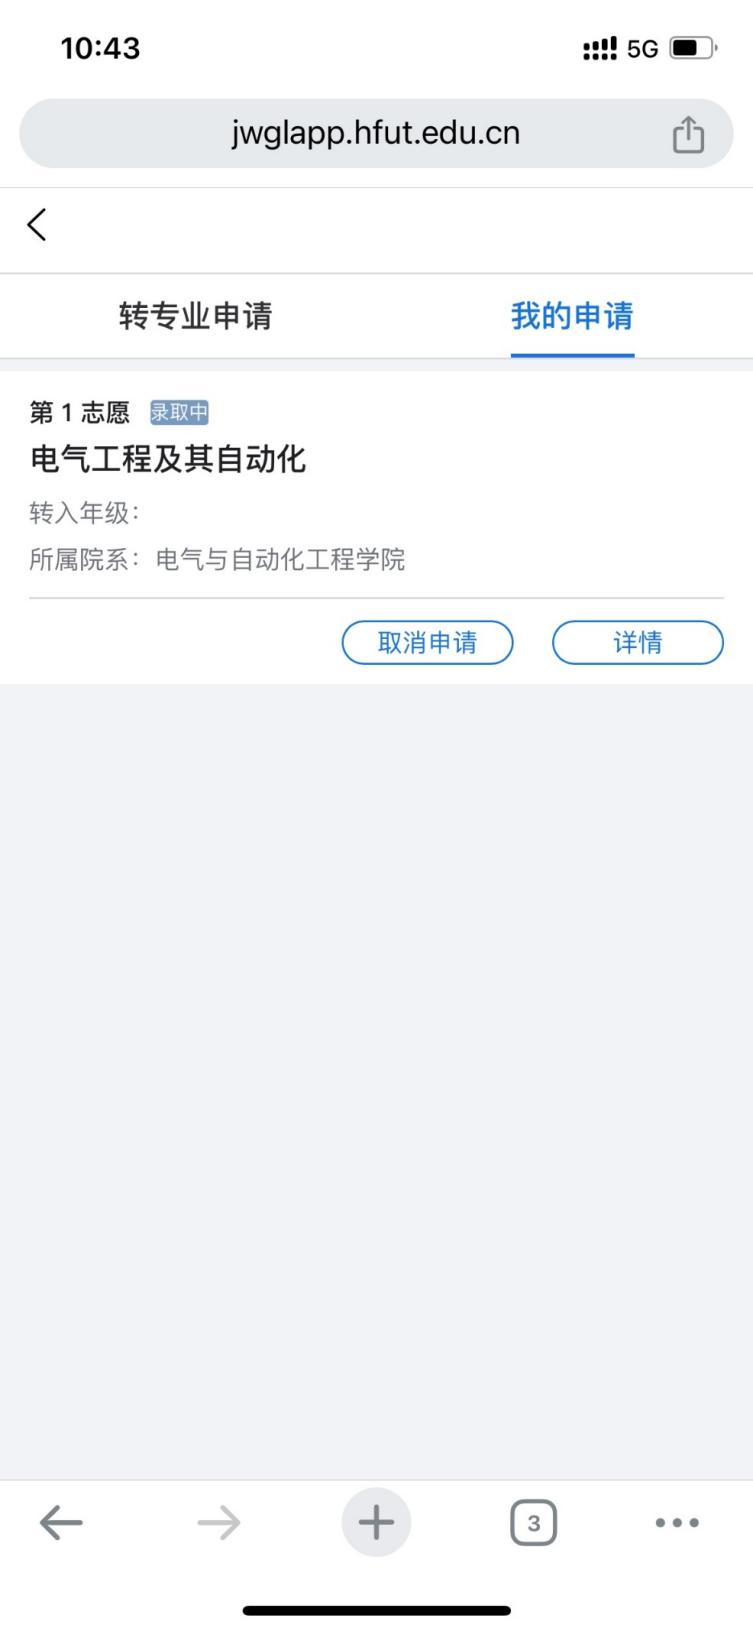 10:43
5G
jwglapp.hfut.edu.cn
转专业申请
我的申请
第 1 志愿 录取中
电气工程及其自动化
转入年级：
所属院系： 电气与自动化工程学院
取消申请
详情
3